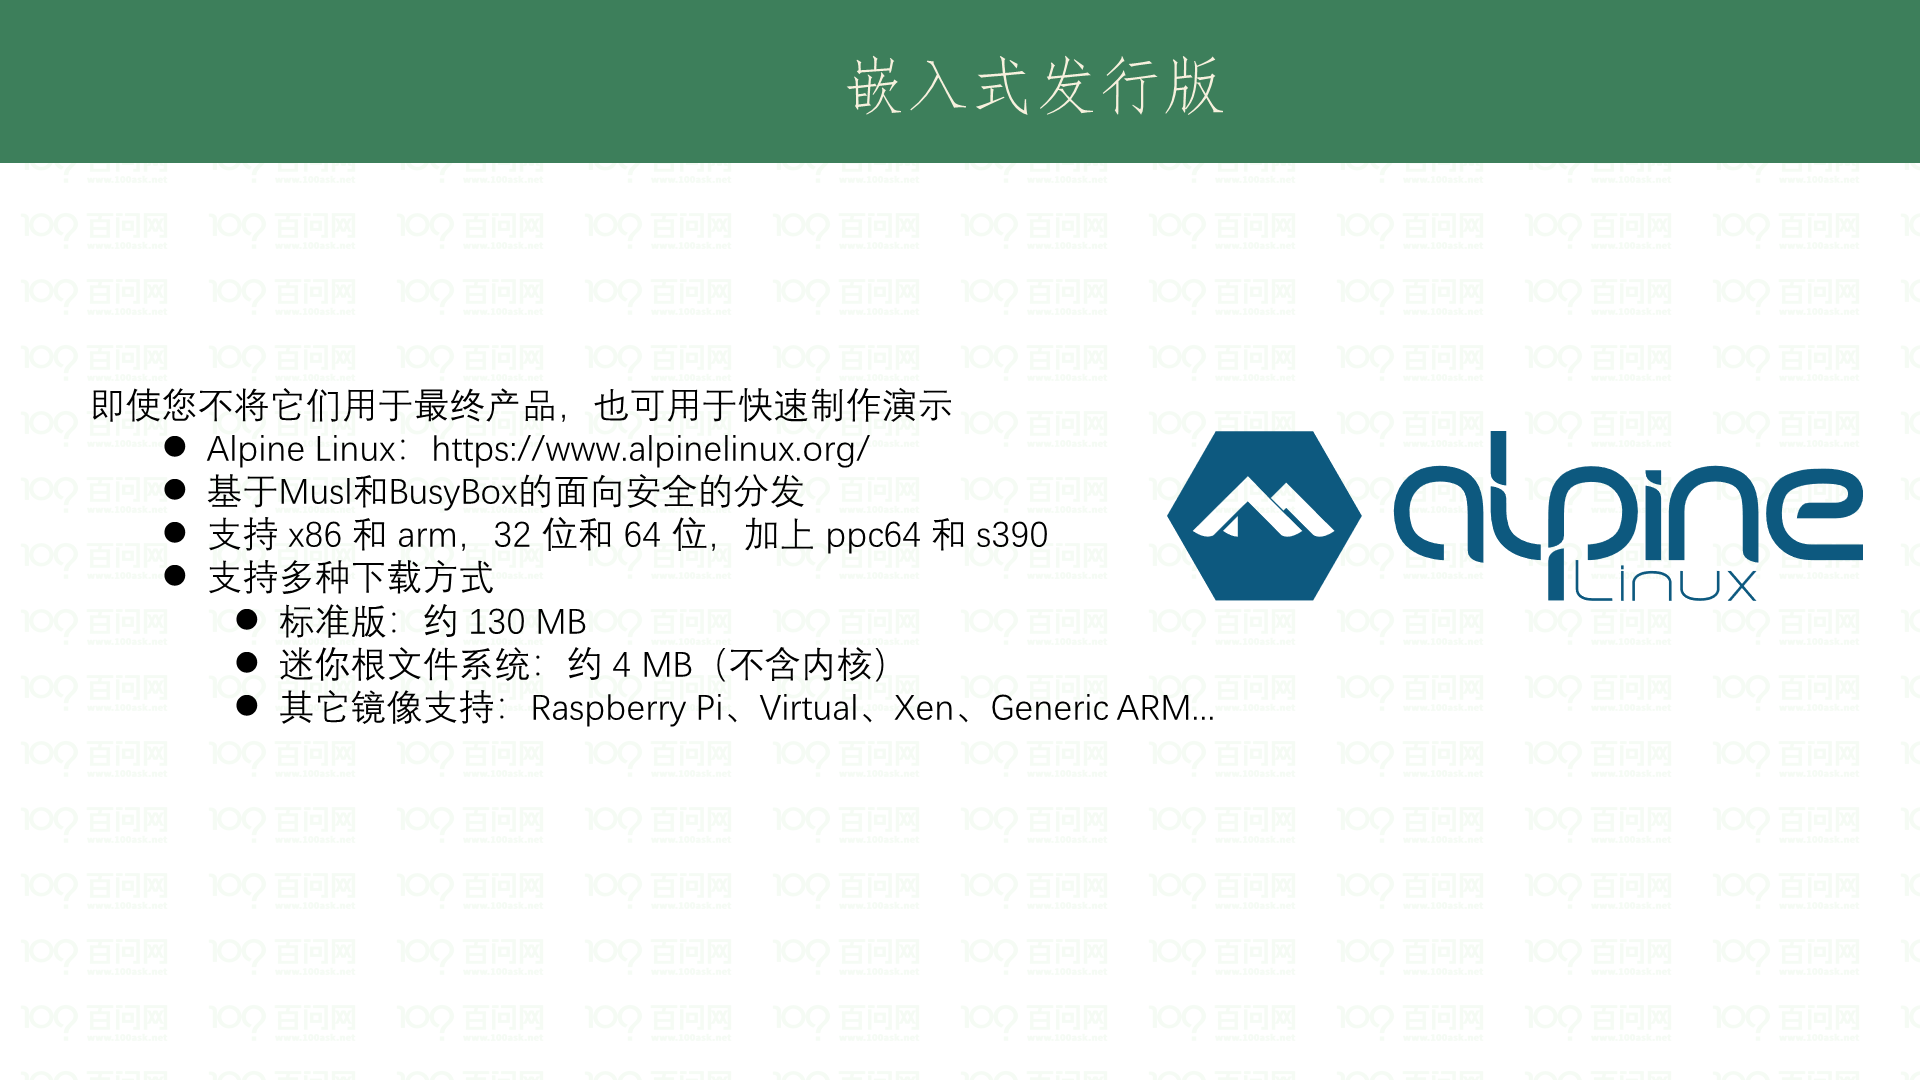 嵌入式发行版
即使您不将它们用于最终产品，也可用于快速制作演示
● Alpine Linux：https://www.alpinelinux.org/
● 基于Musl和BusyBox的面向安全的分发
● 支持 x86 和 arm，32 位和 64 位，加上 ppc64 和 s390
● 支持多种下载方式
● 标准版：约 130 MB
● 迷你根文件系统：约 4 MB（不含内核）
● 其它镜像支持：Raspberry Pi、Virtual、Xen、Generic ARM...
alpine
Linux
百问网
www.100ask.net